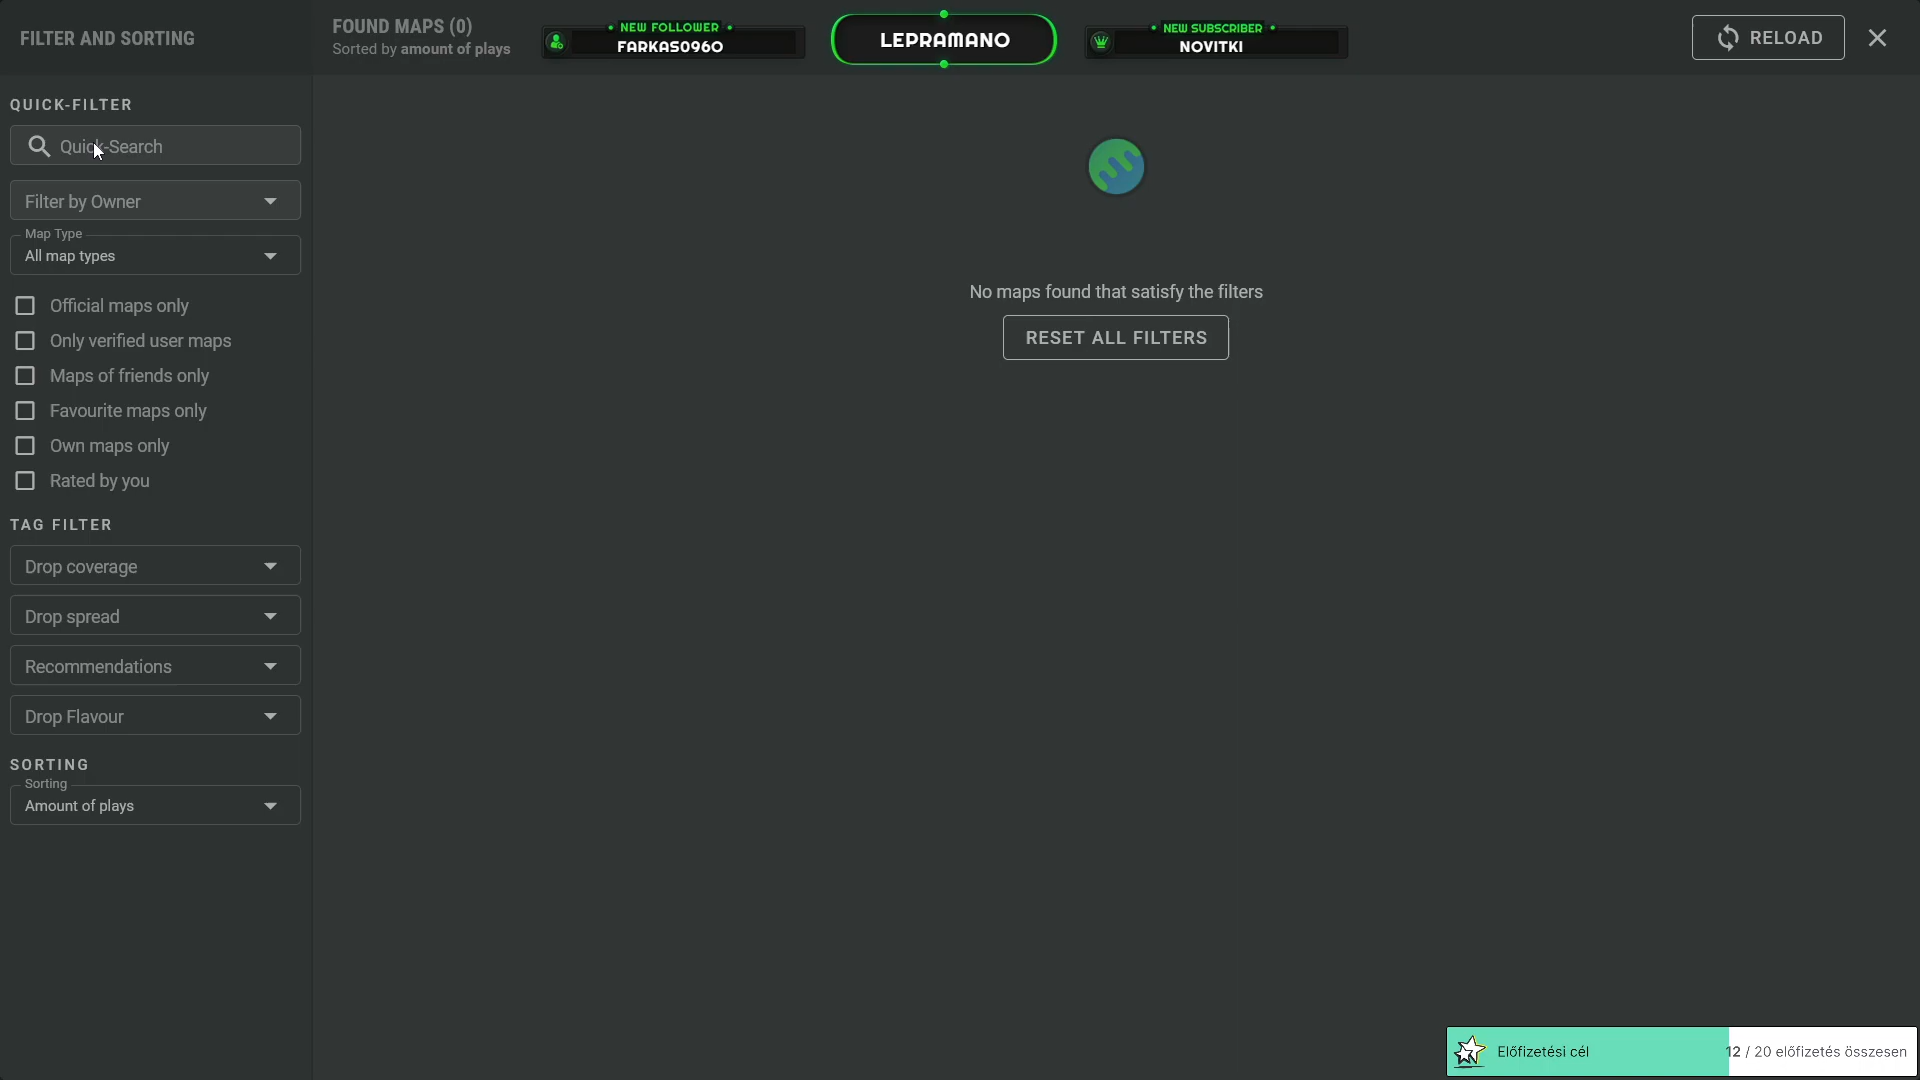 FILTER AND SORTING
FOUND MAPS (0)
Sorted by amount of plays
NEW FOLLOWER
FARKAS0960
LEPRAMANO
NEW SUBSCRIBER
NOVITKI
RELOAD
QUICK-FILTER
Quick-Search
Filter by Owner
Map Type
All map types
Official maps only
Only verified user maps
Maps of friends only
Favourite maps only
Own maps only
Rated by you
TAG FILTER
Drop coverage
Drop spread
Recommendations
Drop Flavour
SORTING
Sorting
Amount of plays
No maps found that satisfy the filters
RESET ALL FILTERS
Előfizetési cél
12 / 20 előfizetés összesen